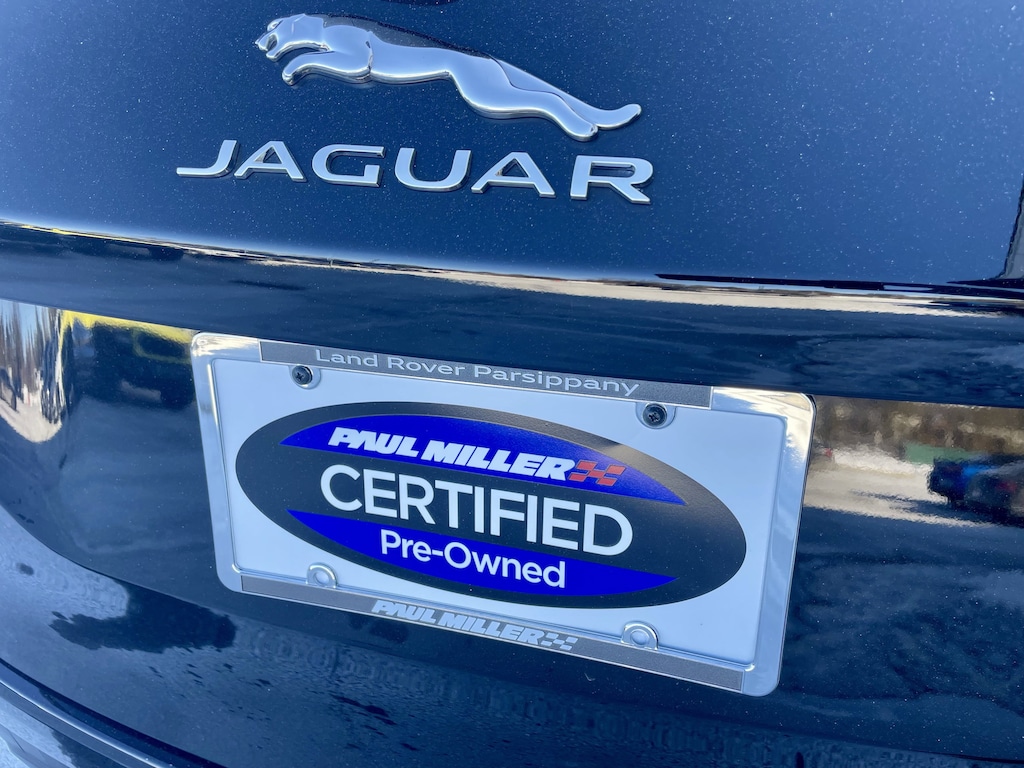 JAGUAR
Land Rover Parsippany
PAUL MILLER
CERTIFIED
Pre-Owned
PAUL MILLER